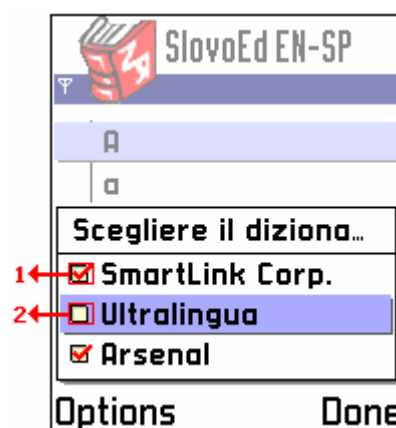 SlovoEd EN-SP
A
a
Scegliere il diziona...
1 SmartLink Corp.
2 Ultralingua
Arsenal
Options Done